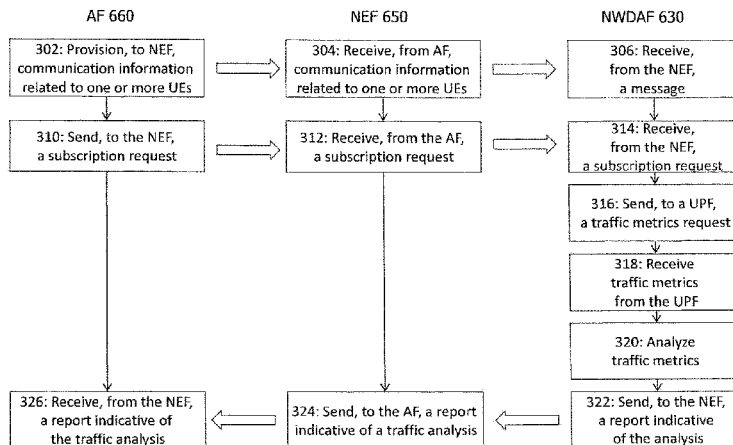 AF 660
NEF 650
NWDAF 630
302: Provision, to NEF,
communication information
related to one or more UEs
304: Receive, from AF,
communication information
related to one or more UEs
306: Receive,
from the NEF,
a message
310: Send, to the NEF,
a subscription request
312: Receive, from the AF,
a subscription request
314: Receive,
from the NEF,
a subscription request
316: Send, to a UPF,
a traffic metrics request
318: Receive
traffic metrics
from the UPF
320: Analyze
traffic metrics
326: Receive, from the NEF,
a report indicative of
the traffic analysis
324: Send, to the AF, a report
indicative of a traffic analysis
322: Send, to the NEF,
a report indicative
of the analysis